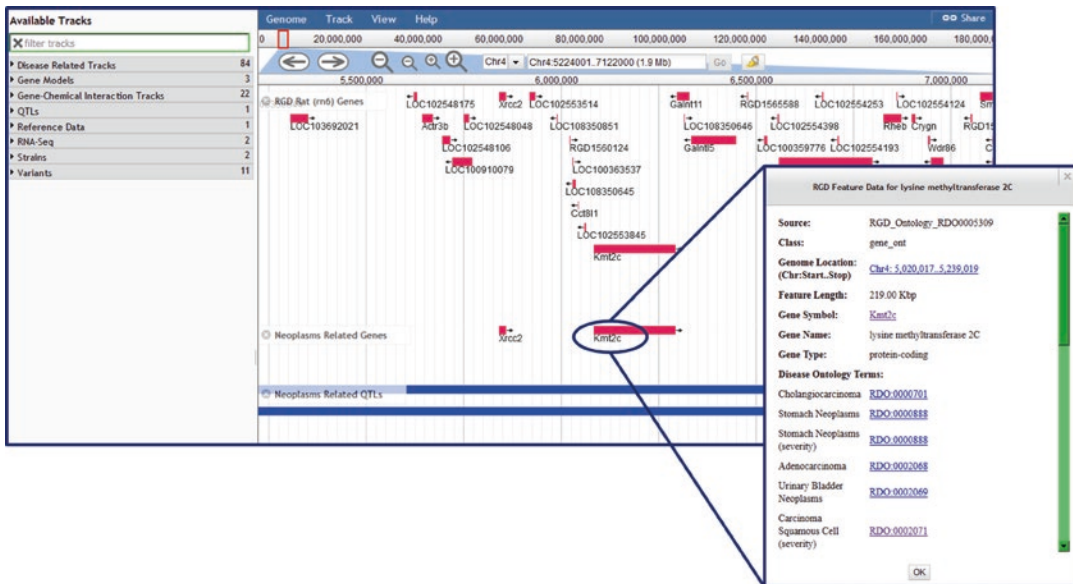 Available Tracks
filter tracks
Disease Related Tracks 84
Gene Models 3
Gene-Chemical Interaction Tracks 22
QTLs 1
Reference Data 1
RNA-Seq 2
Strains 2
Variants 11
Genome Track View Help Share
0 20,000,000 40,000,000 60,000,000 80,000,000 100,000,000 120,000,000 140,000,000 160,000,000 180,000,0
Chr4 Chr4:5224001..7122000 (1.9 Mb) Go
5,500,000 6,000,000 6,500,000 7,000,000
RGD Rat (rn6) Genes
LOC102548175 Xrcc2 LOC102553514 Galnt11 RGD1565588 LOC102554253 LOC102554124 Sm
LOC103692021 Actr3b LOC102548048 LOC108350851 LOC108350646 LOC102554398 Rheb Crygn RGD15
LOC102548106 RGD1560124 Galntl5 LOC100359776 LOC102554193 Wdr86 C
LOC100910079 LOC100363537
LOC108350645
Cct8l1
LOC102553845
Kmt2c
Neoplasms Related Genes
Xrcc2 Kmt2c
Neoplasms Related QTLs
RGD Feature Data for lysine methyltransferase 2C
Source: RGD_Ontology_RDO0005309
Class: gene_ont
Genome Location:
(Chr:Start..Stop) Chr4: 5,020,017..5,239,019
Feature Length: 219.00 Kbp
Gene Symbol: Kmt2c
Gene Name: lysine methyltransferase 2C
Gene Type: protein-coding
Disease Ontology Terms:
Cholangiocarcinoma RDO:0000701
Stomach Neoplasms RDO:0000888
Stomach Neoplasms
(severity) RDO:0000888
Adenocarcinoma RDO:0002068
Urinary Bladder
Neoplasms RDO:0002069
Carcinoma
Squamous Cell
(severity) RDO:0002071
OK